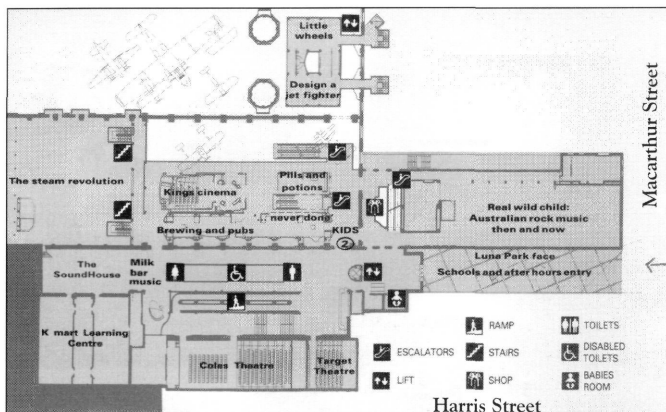 Little
wheels
Design a
jet fighter
Macarthur Street
The steam revolution
Kings cinema
Pills and
potions
never done
Brewing and pubs
KIDS
2
Real wild child:
Australian rock music
then and now
The
SoundHouse
Milk
bar
music
Luna Park face
Schools and after hours entry
K mart Learning
Centre
Coles Theatre
Target
Theatre
RAMP
TOILETS
ESCALATORS
STAIRS
DISABLED
TOILETS
LIFT
SHOP
BABIES
ROOM
Harris Street